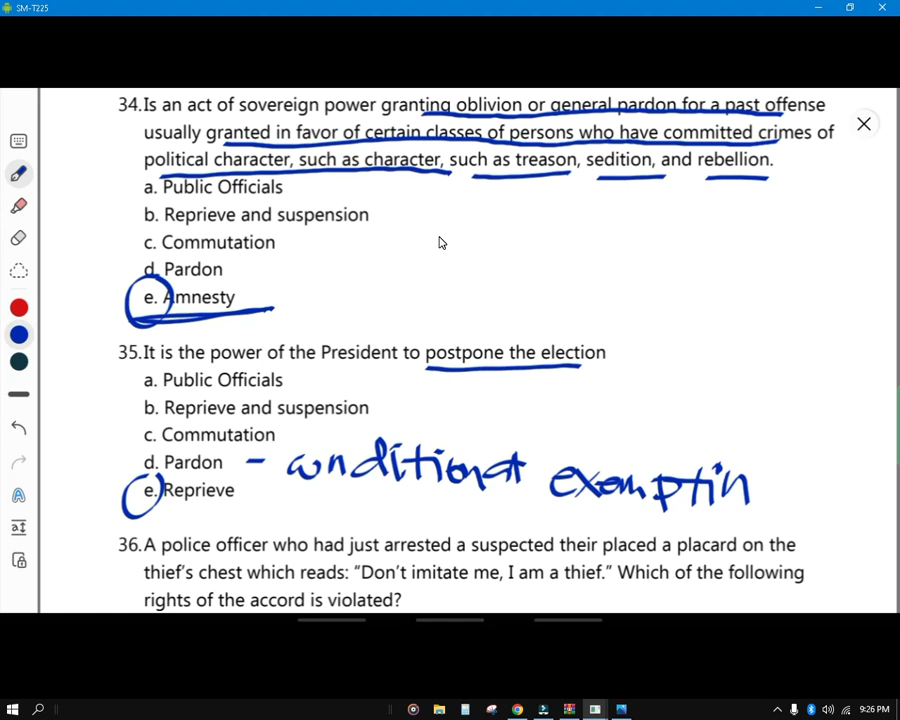 SM-T225
34.Is an act of sovereign power granting oblivion or general pardon for a past offense
usually granted in favor of certain classes of persons who have committed crimes of
political character, such as character, such as treason, sedition, and rebellion.
a. Public Officials
b. Reprieve and suspension
c. Commutation
d. Pardon
e. Amnesty
35.It is the power of the President to postpone the election
a. Public Officials
b. Reprieve and suspension
c. Commutation
d. Pardon - conditional exemptin
e. Reprieve
36.A police officer who had just arrested a suspected their placed a placard on the
thief's chest which reads: “Don't imitate me, I am a thief.” Which of the following
rights of the accord is violated?
9:26 PM